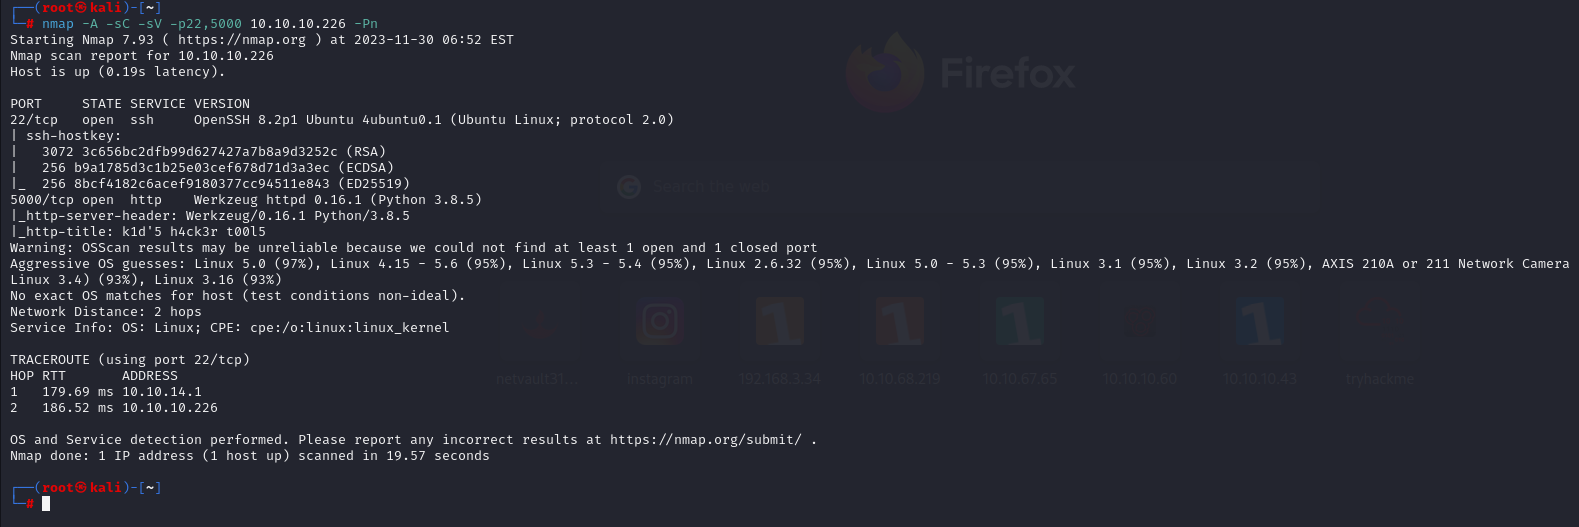 ┌──(root㉿kali)-[~]
└─# nmap -A -sC -sV -p22,5000 10.10.10.226 -Pn
Starting Nmap 7.93 ( https://nmap.org ) at 2023-11-30 06:52 EST
Nmap scan report for 10.10.10.226
Host is up (0.19s latency).

PORT     STATE SERVICE VERSION
22/tcp   open  ssh     OpenSSH 8.2p1 Ubuntu 4ubuntu0.1 (Ubuntu Linux; protocol 2.0)
| ssh-hostkey:
|   3072 3c656bc2dfb99d627427a7b8a9d3252c (RSA)
|   256 b9a1785d3c1b25e03cef678d71d3a3ec (ECDSA)
|_  256 8bcf4182c6acef9180377cc94511e843 (ED25519)
5000/tcp open  http    Werkzeug httpd 0.16.1 (Python 3.8.5)
|_http-server-header: Werkzeug/0.16.1 Python/3.8.5
|_http-title: k1d'5 h4ck3r t00l5
Warning: OSScan results may be unreliable because we could not find at least 1 open and 1 closed port
Aggressive OS guesses: Linux 5.0 (97%), Linux 4.15 - 5.6 (95%), Linux 5.3 - 5.4 (95%), Linux 2.6.32 (95%), Linux 5.0 - 5.3 (95%), Linux 3.1 (95%), Linux 3.2 (95%), AXIS 210A or 211 Network Camera
Linux 3.4) (93%), Linux 3.16 (93%)
No exact OS matches for host (test conditions non-ideal).
Network Distance: 2 hops
Service Info: OS: Linux; CPE: cpe:/o:linux:linux_kernel

TRACEROUTE (using port 22/tcp)
HOP RTT       ADDRESS
1   179.69 ms 10.10.14.1
2   186.52 ms 10.10.10.226

OS and Service detection performed. Please report any incorrect results at https://nmap.org/submit/ .
Nmap done: 1 IP address (1 host up) scanned in 19.57 seconds

┌──(root㉿kali)-[~]
└─#
Firefox
Search the web
netvault31... instagram 192.168.3.34 10.10.68.219 10.10.67.65 10.10.10.60 10.10.10.43 tryhackme